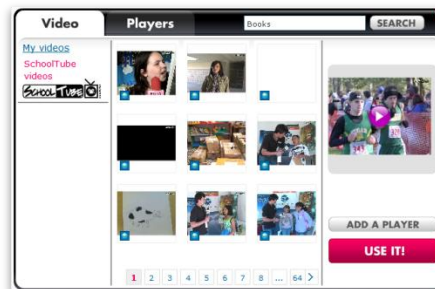 Video
Players
Books
SEARCH
My videos
SchoolTube
videos
SCHOOL TUBE
1 2 3 4 5 6 7 8 ... 64 >
ADD A PLAYER
USE IT!